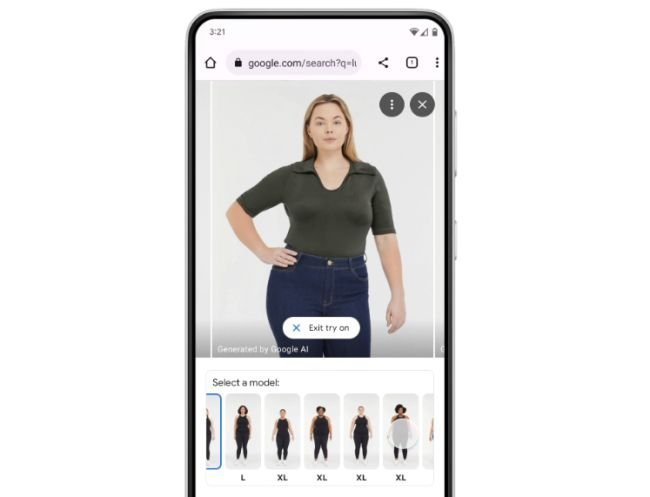 3:21
google.com/search?q=l
1
Exit try on
Generated by Google AI
G
Select a model:
L XL XL XL XL